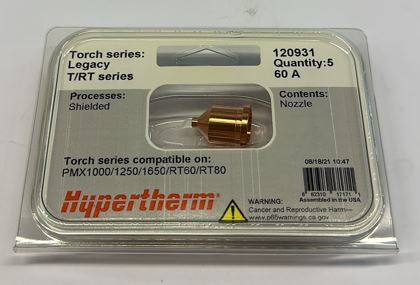 Torch series:
Legacy
T/RT series
120931
Quantity:5
60 A
Processes:
Shielded
Contents:
Nozzle
Torch series compatible on:
PMX1000/1250/1650/RT60/RT80
Hypertherm®
08/18/21 10:47
Assembled in the USA
WARNING:
Cancer and Reproductive Harm—
www.p65warnings.ca.gov